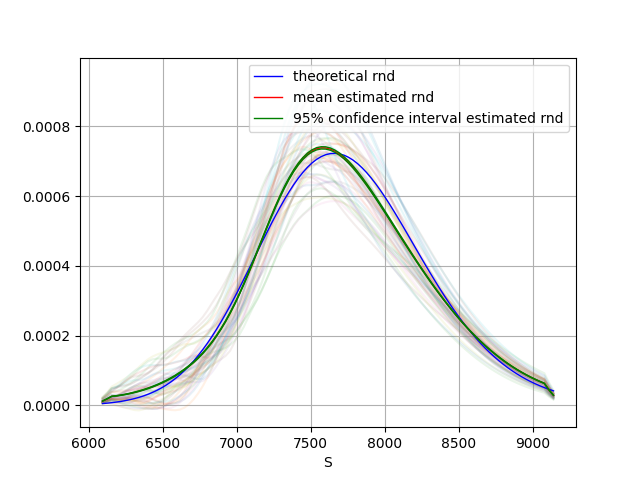 theoretical rnd
mean estimated rnd
95% confidence interval estimated rnd
0.0008
0.0006
0.0004
0.0002
0.0000
6000 6500 7000 7500 8000 8500 9000
S